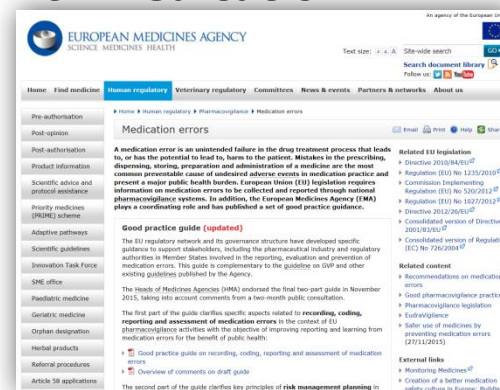 An agency of the European Un
EUROPEAN MEDICINES AGENCY
SCIENCE MEDICINES HEALTH
Text size: A A A
Site-wide search
GO
Search document library
Follow us:
Home Find medicine Human regulatory Veterinary regulatory Committees News & events Partners & networks About us
Home Human regulatory Pharmacovigilance Medication errors
Pre-authorisation
Post-opinion
Post-authorisation
Product information
Scientific advice and
protocol assistance
Priority medicines
(PRIME) scheme
Adaptive pathways
Scientific guidelines
Innovation Task Force
SME office
Paediatric medicine
Geriatric medicine
Orphan designation
Herbal products
Referral procedures
Article 58 applications
Medication errors
Email Print Help Shar
A medication error is an unintended failure in the drug treatment process that leads
to, or has the potential to lead to, harm to the patient. Mistakes in the prescribing,
dispensing, storing, preparation and administration of a medicine are the most
common preventable cause of undesired adverse events in medication practice and
present a major public health burden. European Union (EU) legislation requires
information on medication errors to be collected and reported through national
pharmacovigilance systems. In addition, the European Medicines Agency (EMA)
plays a coordinating role and has published a set of good practice guidance.
Good practice guide (updated)
The EU regulatory network and its governance structure have developed specific
guidance to support stakeholders, including the pharmaceutical industry and regulatory
authorities in Member States involved in the reporting, evaluation and prevention of
medication errors. This guide is complementary to the guideline on GVP and other
existing guidelines published by the Agency.
The Heads of Medicines Agencies (HMA) endorsed the final two-part guide in November
2015, taking into account comments from a two-month public consultation.
The first part of the guide clarifies specific aspects related to recording, coding,
reporting and assessment of medication errors in the context of EU
pharmacovigilance activities with the objective of improving reporting and learning from
medication errors for the benefit of public health:
Good practice guide on recording, coding, reporting and assessment of medication
errors
Overview of comments on draft guide
The second part of the guide clarifies key principles of risk management planning in
Related EU legislation
Directive 2010/84/EU
Regulation (EU) No 1235/2010
Commission Implementing
Regulation (EU) No 520/2012
Regulation (EU) No 1027/2012
Directive 2012/26/EU
Consolidated version of Directive
2001/83/EU
Consolidated version of Regulati
(EC) No 726/2004
Related content
Recommendations on medication
errors
Good pharmacovigilance practice
Pharmacovigilance legislation
EudraVigilance
Safer use of medicines by
preventing medication errors
(27/11/2015)
External links
Monitoring Medicines
Creation of a better medication
safety culture in Europe: Buildin